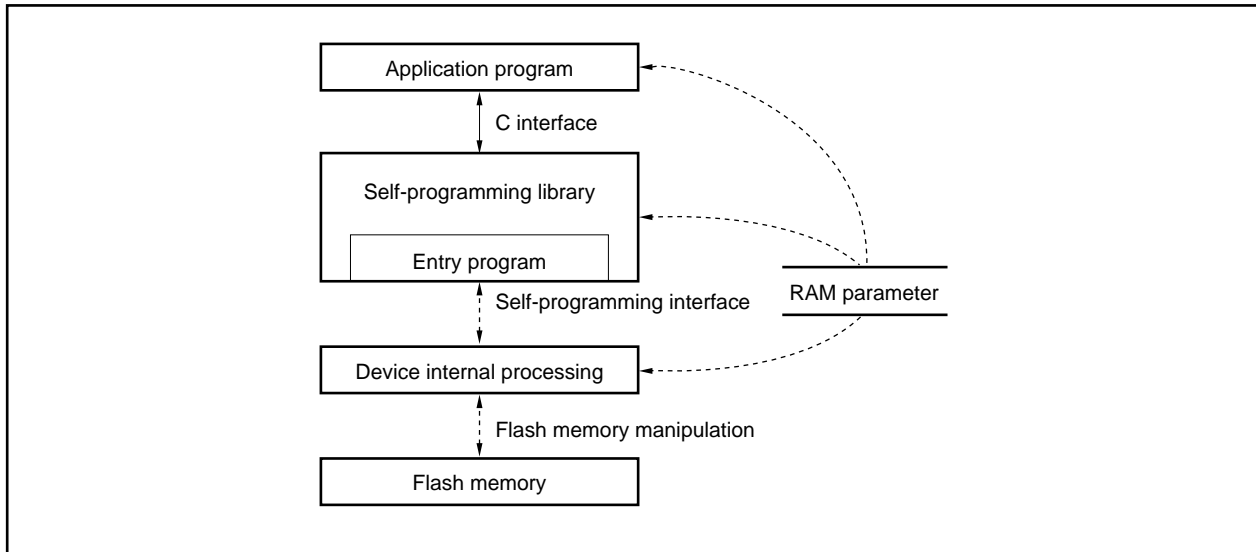 Application program
C interface
Self-programming library
Entry program
Self-programming interface
RAM parameter
Device internal processing
Flash memory manipulation
Flash memory